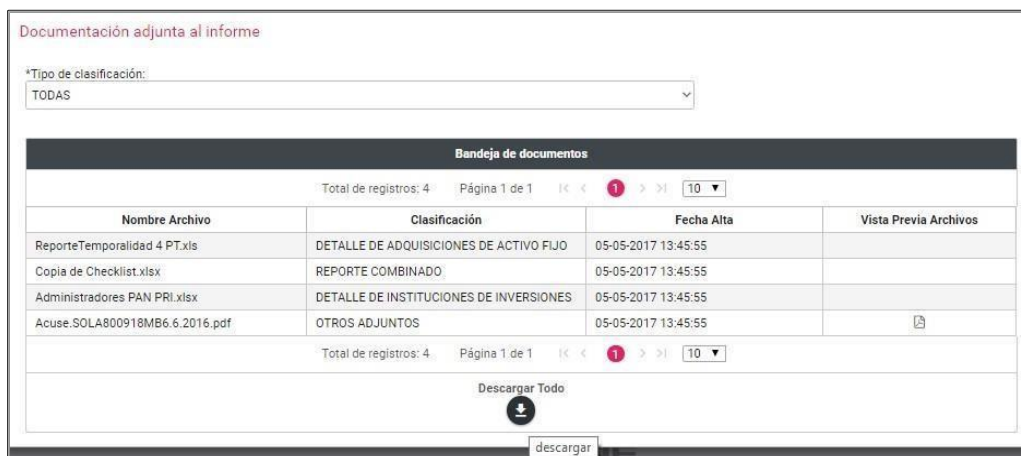 Documentación adjunta al informe
*Tipo de clasificación:
TODAS
Bandeja de documentos
Total de registros: 4 Página 1 de 1 1 10
Nombre Archivo Clasificación Fecha Alta Vista Previa Archivos
ReporteTemporalidad 4 PT.xls DETALLE DE ADQUISICIONES DE ACTIVO FIJO 05-05-2017 13:45:55
Copia de Checklist.xlsx REPORTE COMBINADO 05-05-2017 13:45:55
Administradores PAN PRI.xlsx DETALLE DE INSTITUCIONES DE INVERSIONES 05-05-2017 13:45:55
Acuse.SOLA800918MB6.6.2016.pdf OTROS ADJUNTOS 05-05-2017 13:45:55
Total de registros: 4 Página 1 de 1 1 10
Descargar Todo
descargar